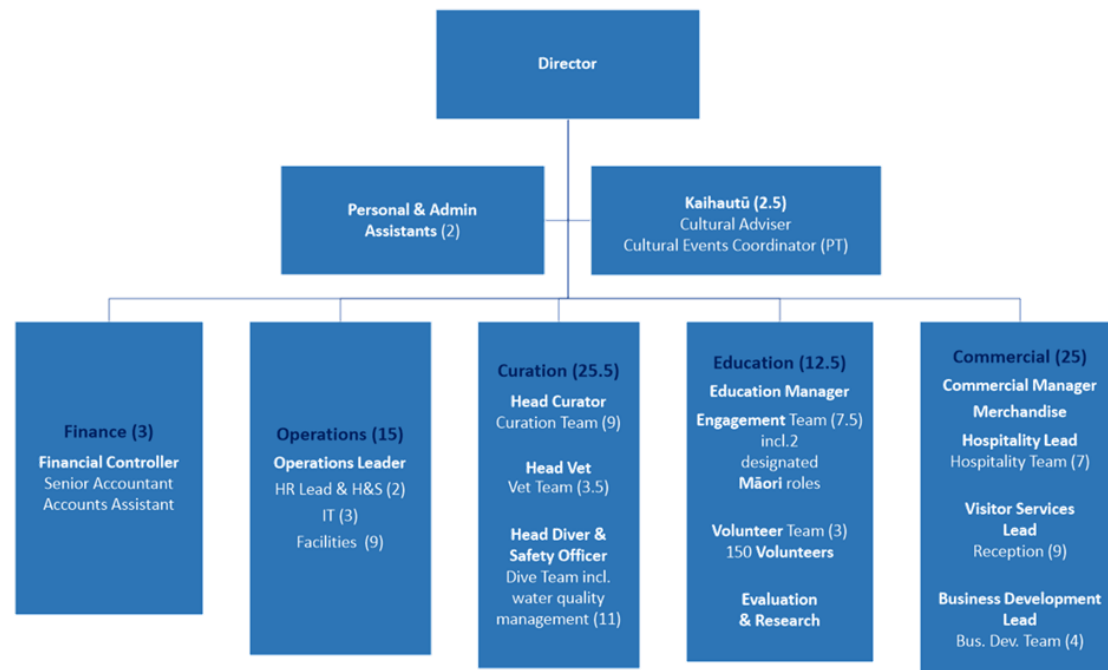 Director
Personal & Admin
Assistants (2)
Kaihautū (2.5)
Cultural Adviser
Cultural Events Coordinator (PT)
Finance (3)
Financial Controller
Senior Accountant
Accounts Assistant
Operations (15)
Operations Leader
HR Lead & H&S (2)
IT (3)
Facilities (9)
Curation (25.5)
Head Curator
Curation Team (9)
Head Vet
Vet Team (3.5)
Head Diver &
Safety Officer
Dive Team incl.
water quality
management (11)
Education (12.5)
Education Manager
Engagement Team (7.5)
incl.2
designated
Māori roles
Volunteer Team (3)
150 Volunteers
Evaluation
& Research
Commercial (25)
Commercial Manager
Merchandise
Hospitality Lead
Hospitality Team (7)
Visitor Services
Lead
Reception (9)
Business Development
Lead
Bus. Dev. Team (4)